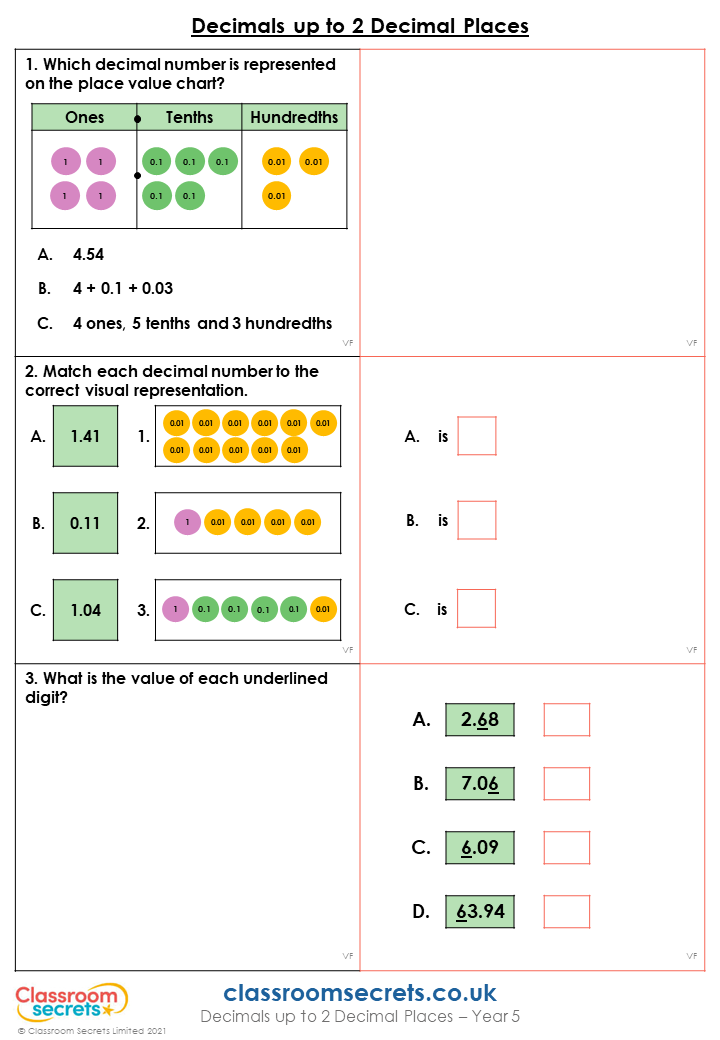 Decimals up to 2 Decimal Places
1. Which decimal number is represented
on the place value chart?
Ones Tenths Hundredths
1 1 0.1 0.1 0.1 0.01 0.01
1 1 0.1 0.1 0.01
A. 4.54
B. 4 + 0.1 + 0.03
C. 4 ones, 5 tenths and 3 hundredths
VF
VF
2. Match each decimal number to the
correct visual representation.
A. 1.41 1. 0.01 0.01 0.01 0.01 0.01 0.01
0.01 0.01 0.01 0.01 0.01
B. 0.11 2. 1 0.01 0.01 0.01 0.01
C. 1.04 3. 1 0.1 0.1 0.1 0.1 0.01
VF
A. is
B. is
C. is
VF
3. What is the value of each underlined
digit?
VF
A. 2.68
B. 7.06
C. 6.09
D. 63.94
VF
Classroom
secrets
© Classroom Secrets Limited 2021
classroomsecrets.co.uk
Decimals up to 2 Decimal Places – Year 5